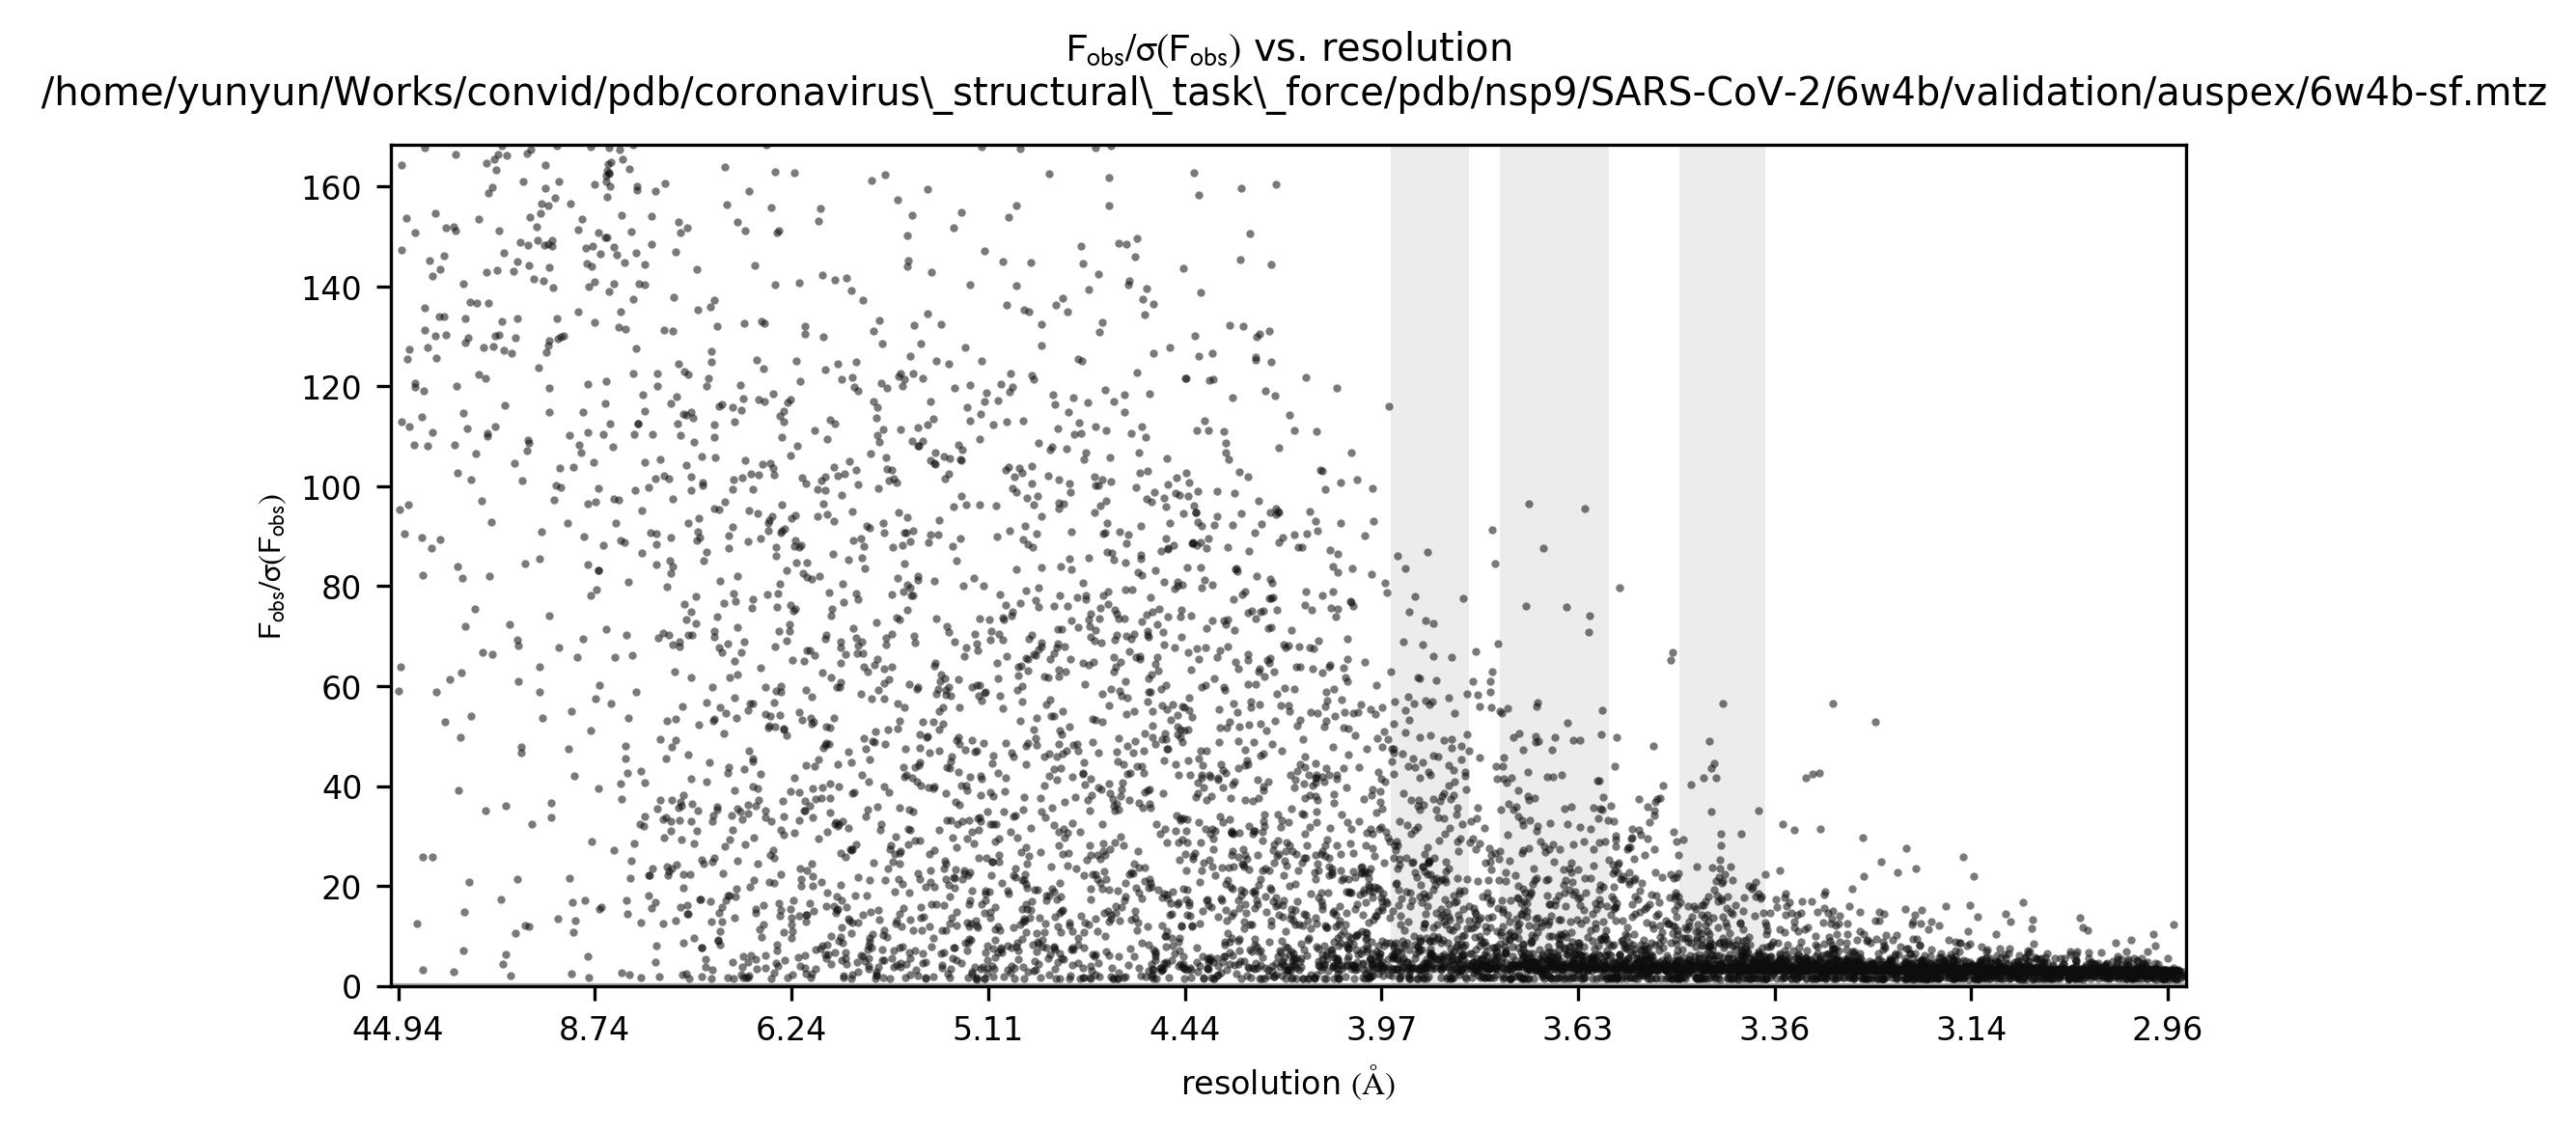 Fobs/σ(Fobs) vs. resolution
/home/yunyun/Works/convid/pdb/coronavirus\_structural\_task\_force/pdb/nsp9/SARS-CoV-2/6w4b/validation/auspex/6w4b-sf.mtz
Fobs/σ(Fobs)
160
140
120
100
80
60
40
20
0
44.94 8.74 6.24 5.11 4.44 3.97 3.63 3.36 3.14 2.96
resolution (Å)